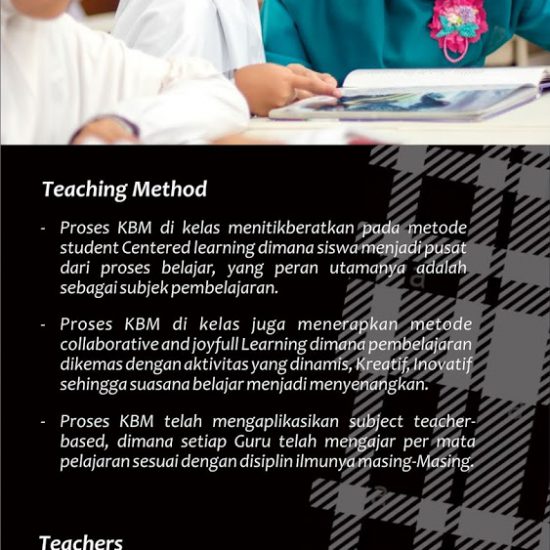 Teaching Method
- Proses KBM di kelas menitikberatkan pada metode
student Centered learning dimana siswa menjadi pusat
dari proses belajar, yang peran utamanya adalah
sebagai subjek pembelajaran.
- Proses KBM di kelas juga menerapkan metode
collaborative and joyfull Learning dimana pembelajaran
dikemas dengan aktivitas yang dinamis, Kreatif, Inovatif
sehingga suasana belajar menjadi menyenangkan.
- Proses KBM telah mengaplikasikan subject teacher-
based, dimana setiap Guru telah mengajar per mata
pelajaran sesuai dengan disiplin ilmunya masing-Masing.
Teachers